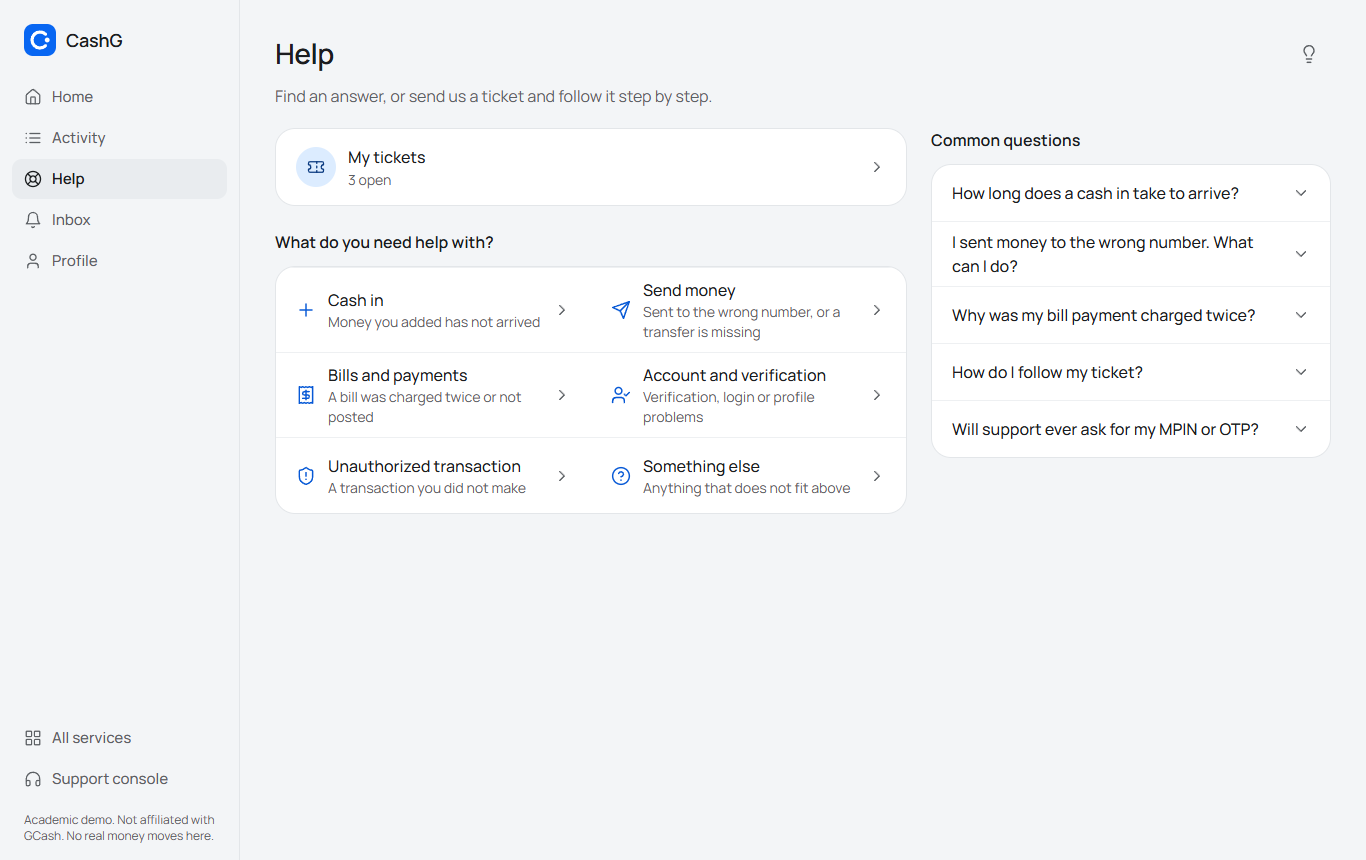 CashG
Home
Activity
Help
Inbox
Profile
All services
Support console
Academic demo. Not affiliated with
GCash. No real money moves here.
Help
Find an answer, or send us a ticket and follow it step by step.
My tickets
3 open
What do you need help with?
Cash in
Money you added has not arrived
Send money
Sent to the wrong number, or a
transfer is missing
Bills and payments
A bill was charged twice or not
posted
Account and verification
Verification, login or profile
problems
Unauthorized transaction
A transaction you did not make
Something else
Anything that does not fit above
Common questions
How long does a cash in take to arrive?
I sent money to the wrong number. What
can I do?
Why was my bill payment charged twice?
How do I follow my ticket?
Will support ever ask for my MPIN or OTP?